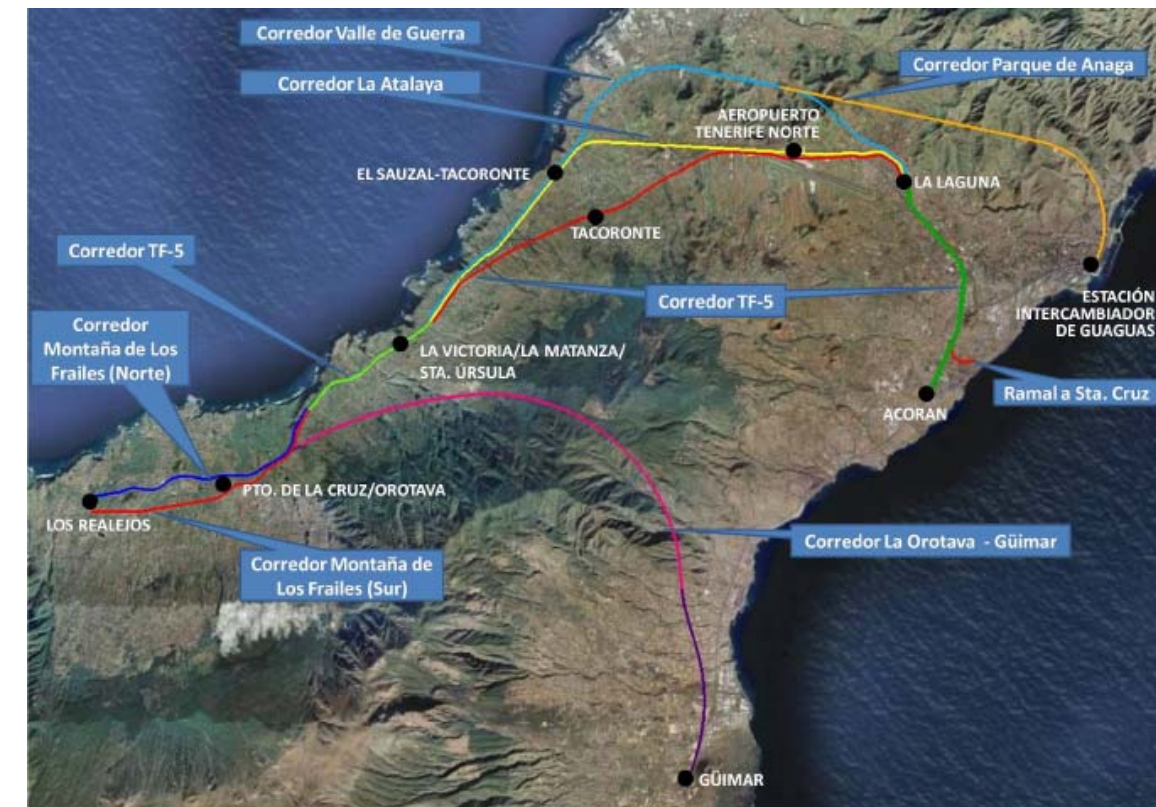 Corredor Valle de Guerra
Corredor La Atalaya
Corredor Parque de Anaga
AEROPUERTO
TENERIFE NORTE
EL SAUZAL-TACORONTE
LA LAGUNA
TACORONTE
Corredor TF-5
Corredor TF-5
ESTACIÓN
INTERCAMBIADOR
DE GUAGUAS
Corredor
Montaña de Los
Frailes (Norte)
LA VICTORIA/LA MATANZA/
STA. ÚRSULA
Ramal a Sta. Cruz
ACORAN
PTO. DE LA CRUZ/OROTAVA
LOS REALEJOS
Corredor La Orotava - Güimar
Corredor Montaña de
Los Frailes (Sur)
GÜIMAR